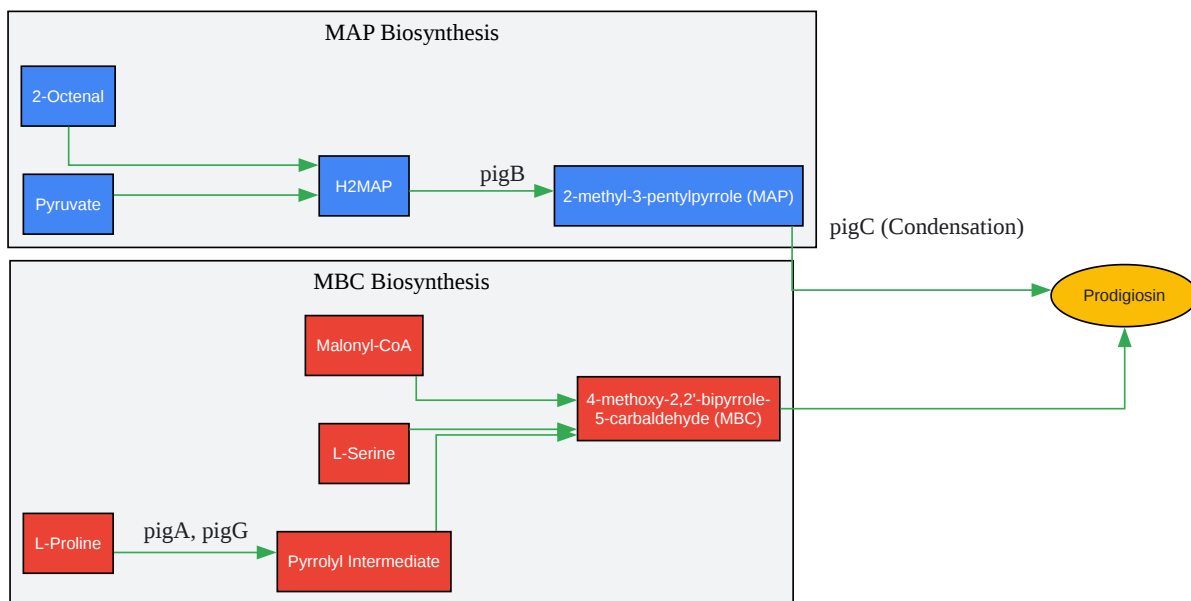 MAP Biosynthesis
2-Octenal
Pyruvate
H2MAP
pigB
2-methyl-3-pentylpyrrole (MAP)
pigC (Condensation)
Prodigiosin
MBC Biosynthesis
Malonyl-CoA
L-Serine
4-methoxy-2,2'-bipyrrole-
5-carbaldehyde (MBC)
L-Proline
pigA, pigG
Pyrrolyl Intermediate